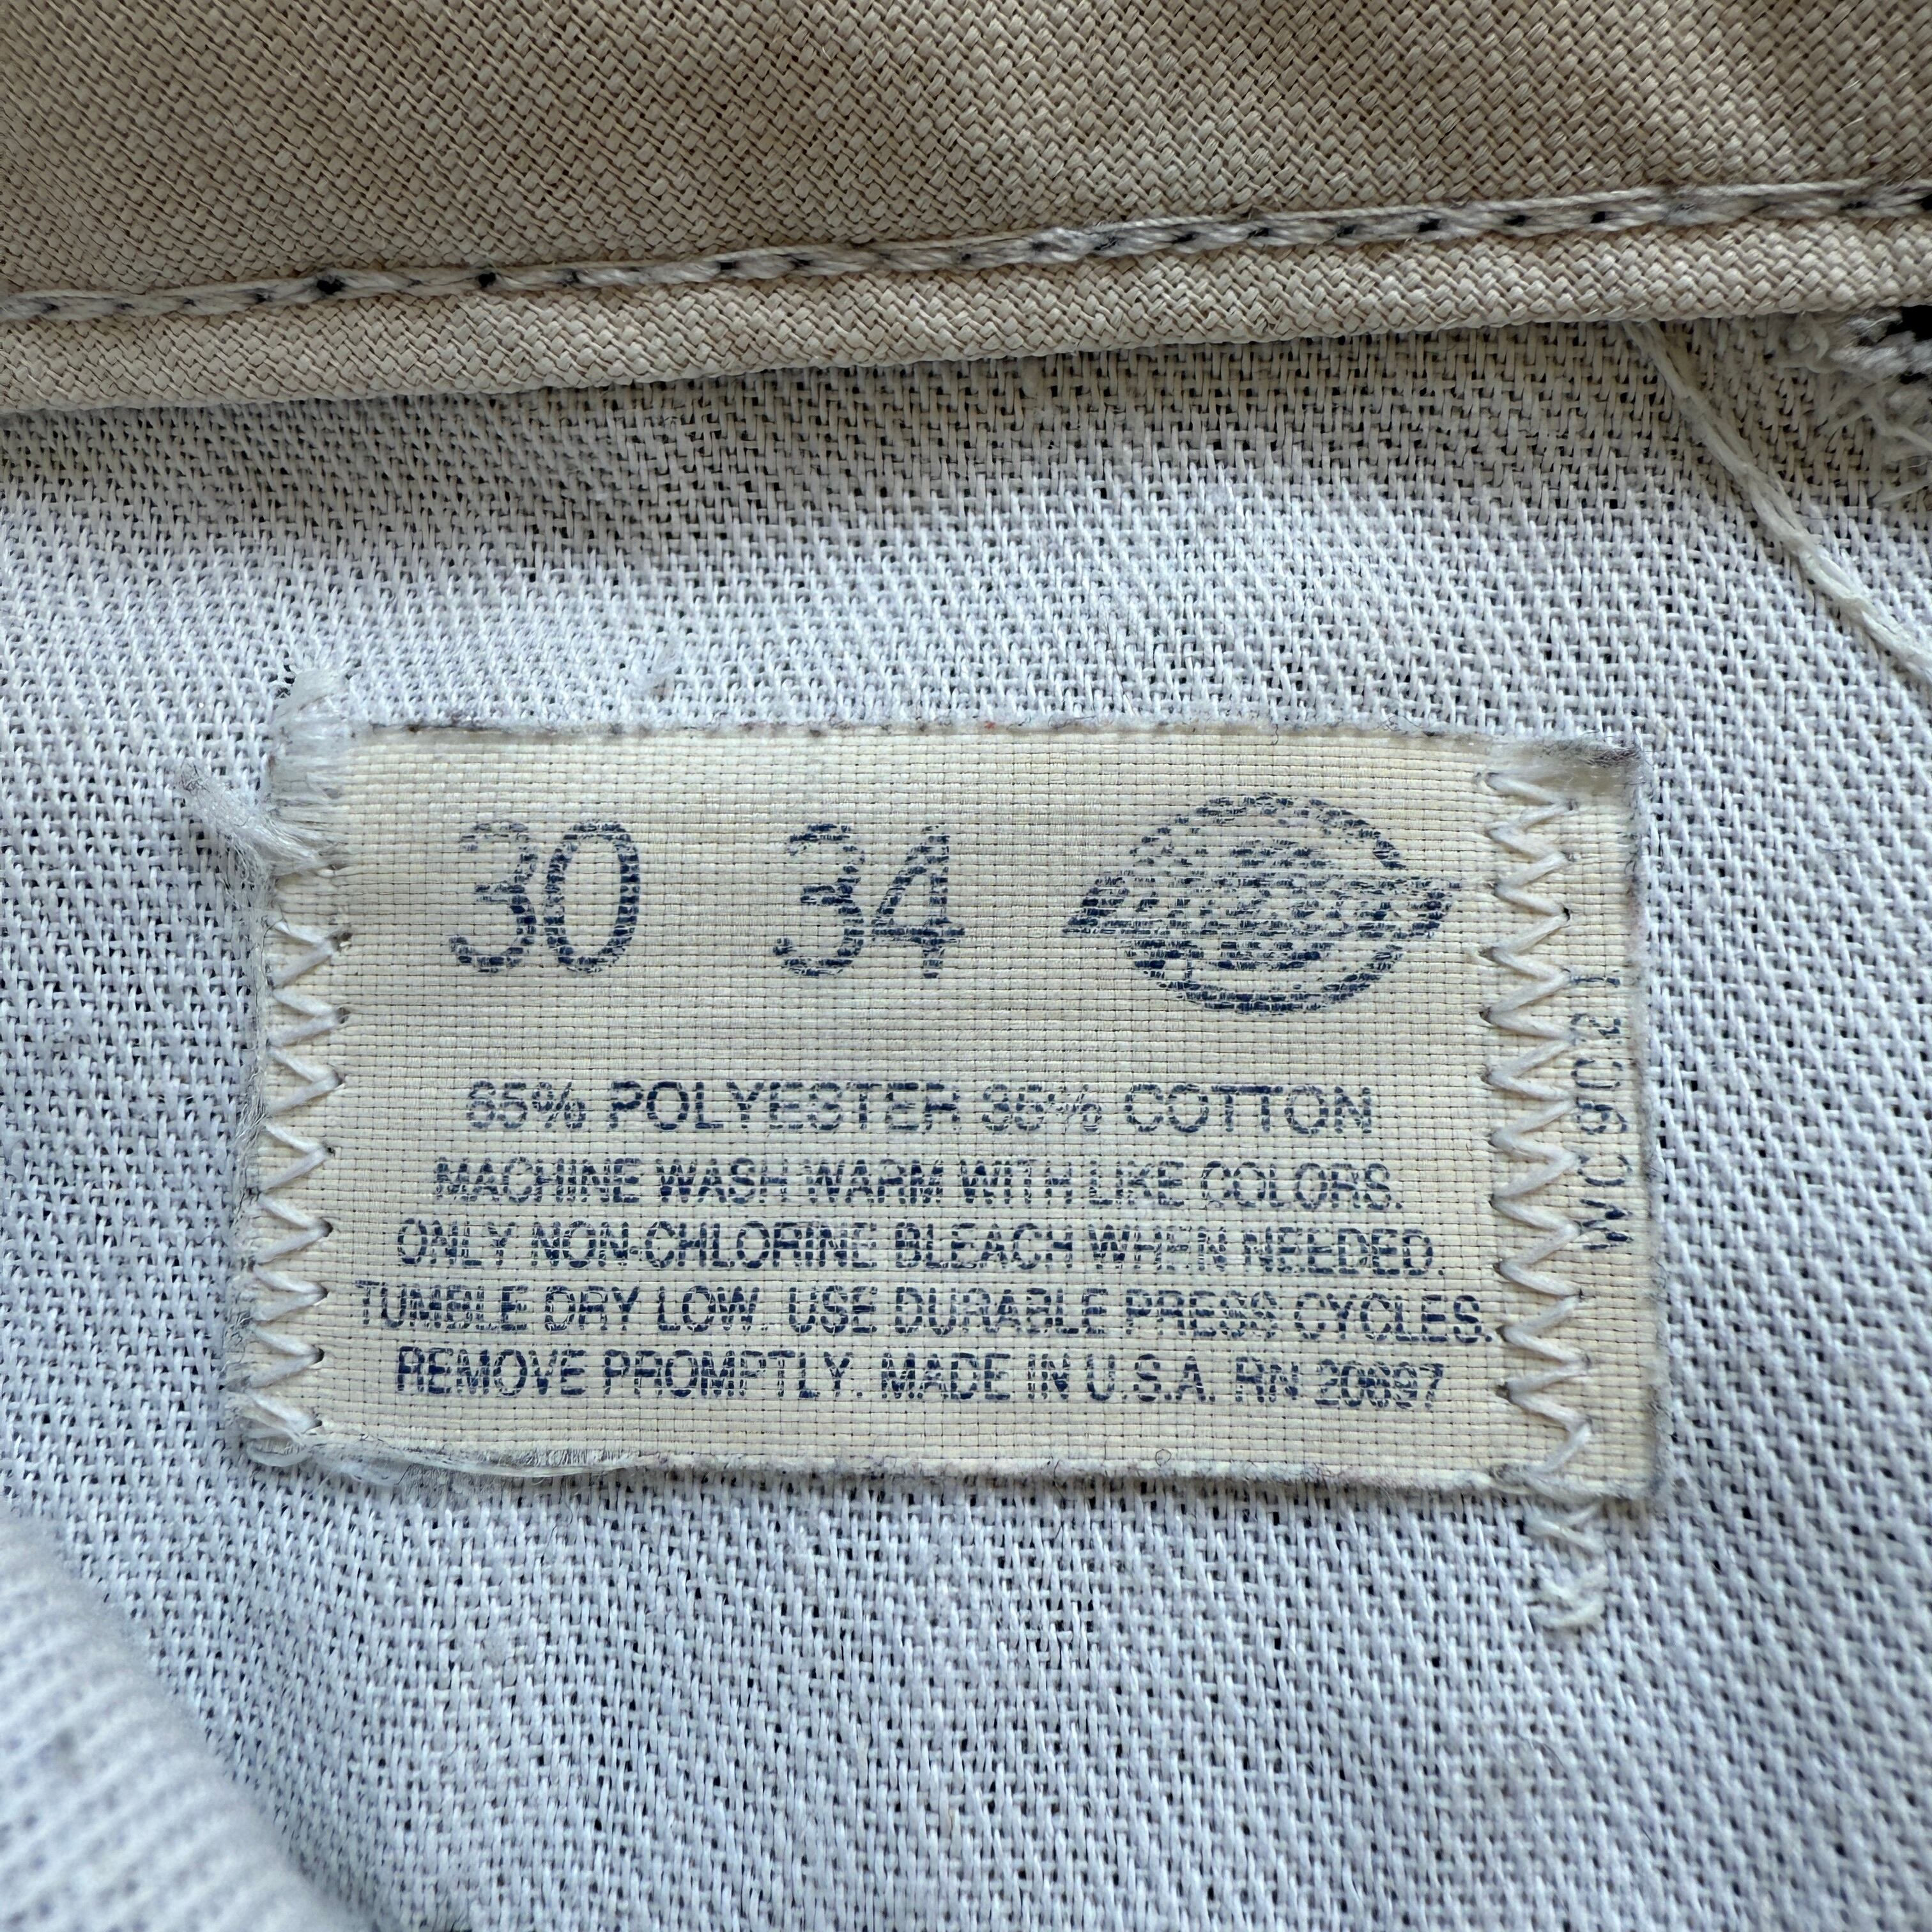 30 34
65% POLYESTER 35% COTTON
MACHINE WASH WARM WITH LIKE COLORS.
ONLY NON-CHLORINE BLEACH WHEN NEEDED.
TUMBLE DRY LOW. USE DURABLE PRESS CYCLES.
REMOVE PROMPTLY. MADE IN U.S.A. RN 20697